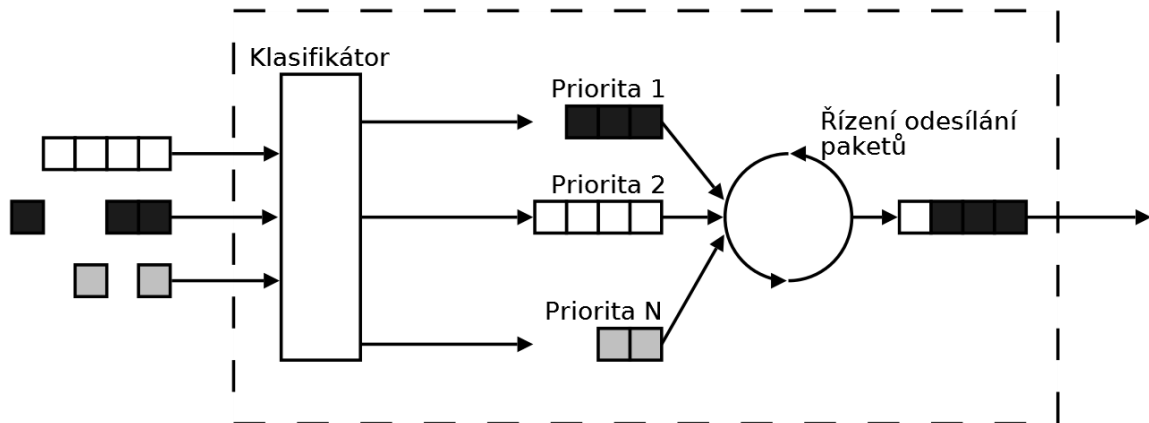 Klasifikátor
Priorita 1
Řízení odesílání
paketů
Priorita 2
Priorita N